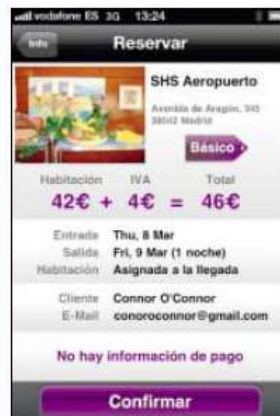 vodafone ES 3G 13:24
Info
Reservar
SHS Aeropuerto
Avenida de Aragón, 345
28042 Madrid
Básico
Habitación IVA Total
42€ + 4€ = 46€
Entrada Thu, 8 Mar
Salida Fri, 9 Mar (1 noche)
Habitación Asignada a la llegada
Cliente Connor O'Connor
E-Mail conoroconnor@gmail.com
No hay información de pago
Confirmar